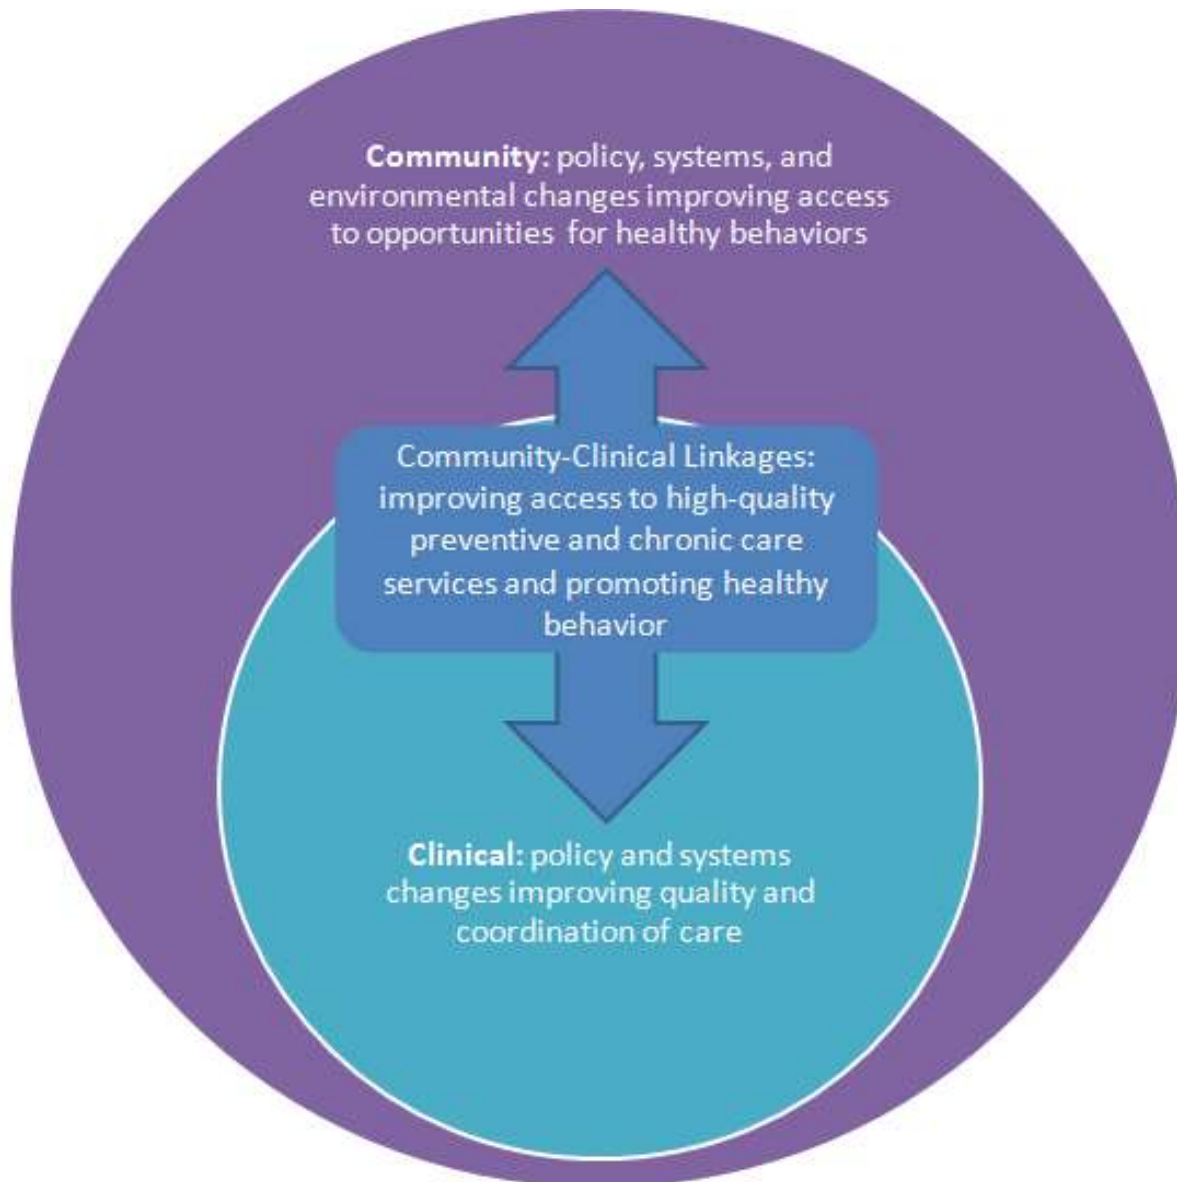 Community: policy, systems, and
environmental changes improving access
to opportunities for healthy behaviors
Community-Clinical Linkages:
improving access to high-quality
preventive and chronic care
services and promoting healthy
behavior
Clinical: policy and systems
changes improving quality and
coordination of care